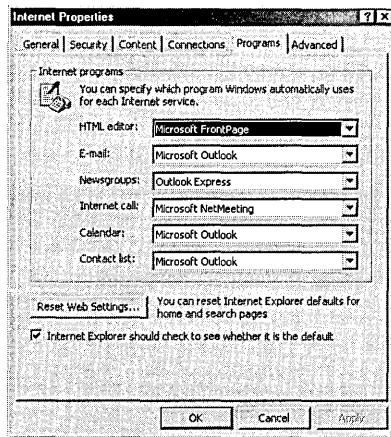 Internet Properties
General Security Content Connections Programs Advanced
Internet programs
You can specify which program Windows automatically uses
for each Internet service.
HTML editor: Microsoft FrontPage
E-mail: Microsoft Outlook
Newsgroups: Outlook Express
Internet call: Microsoft NetMeeting
Calendar: Microsoft Outlook
Contact list: Microsoft Outlook
Reset Web Settings... You can reset Internet Explorer defaults for
home and search pages
Internet Explorer should check to see whether it is the default
OK Cancel Apply